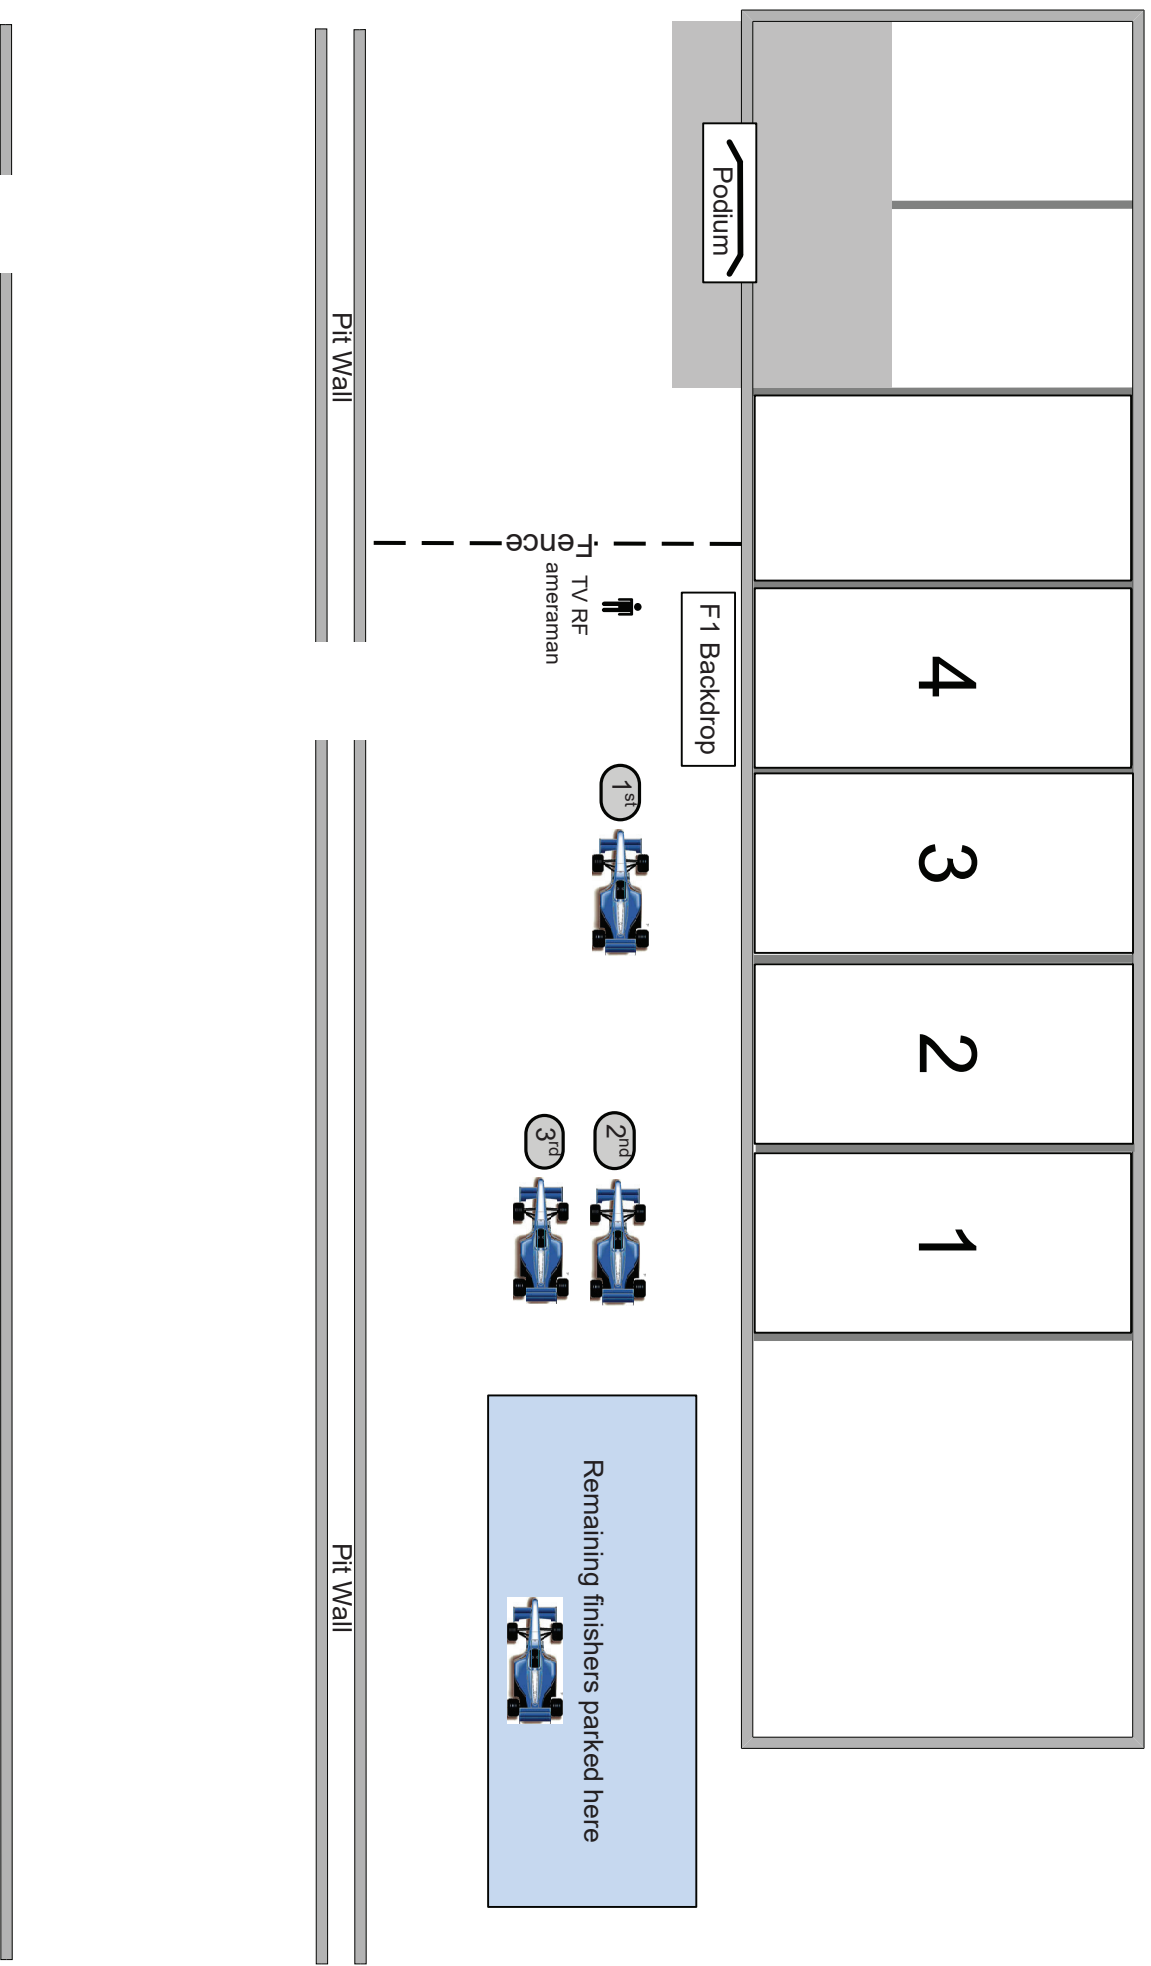 Podium
Pit Wall
Fence
TV RF
ameraman
F1 Backdrop
4
3
2
1
1st
2nd
3rd
Remaining finishers parked here
Pit Wall